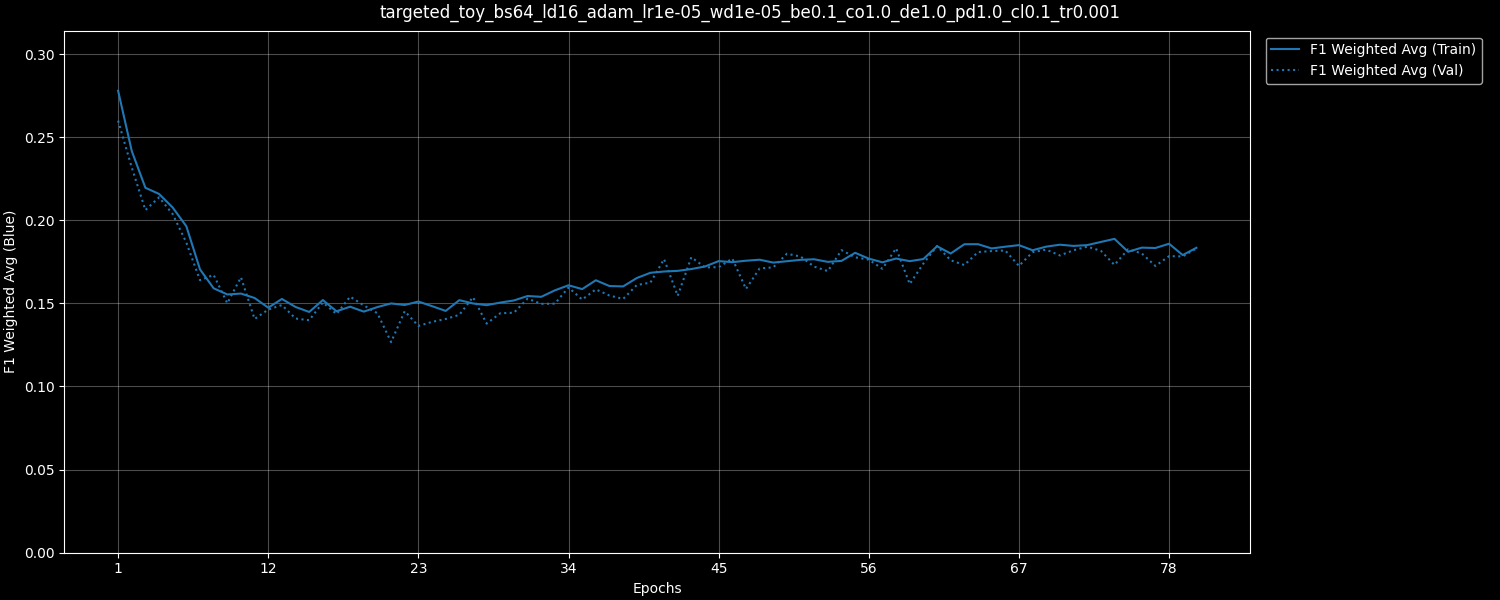 targeted_toy_bs64_ld16_adam_lr1e-05_wd1e-05_be0.1_co1.0_de1.0_pd1.0_cl0.1_tr0.001
F1 Weighted Avg (Train)
F1 Weighted Avg (Val)
F1 Weighted Avg (Blue)
0.30
0.25
0.20
0.15
0.10
0.05
0.00
1 12 23 34 45 56 67 78
Epochs